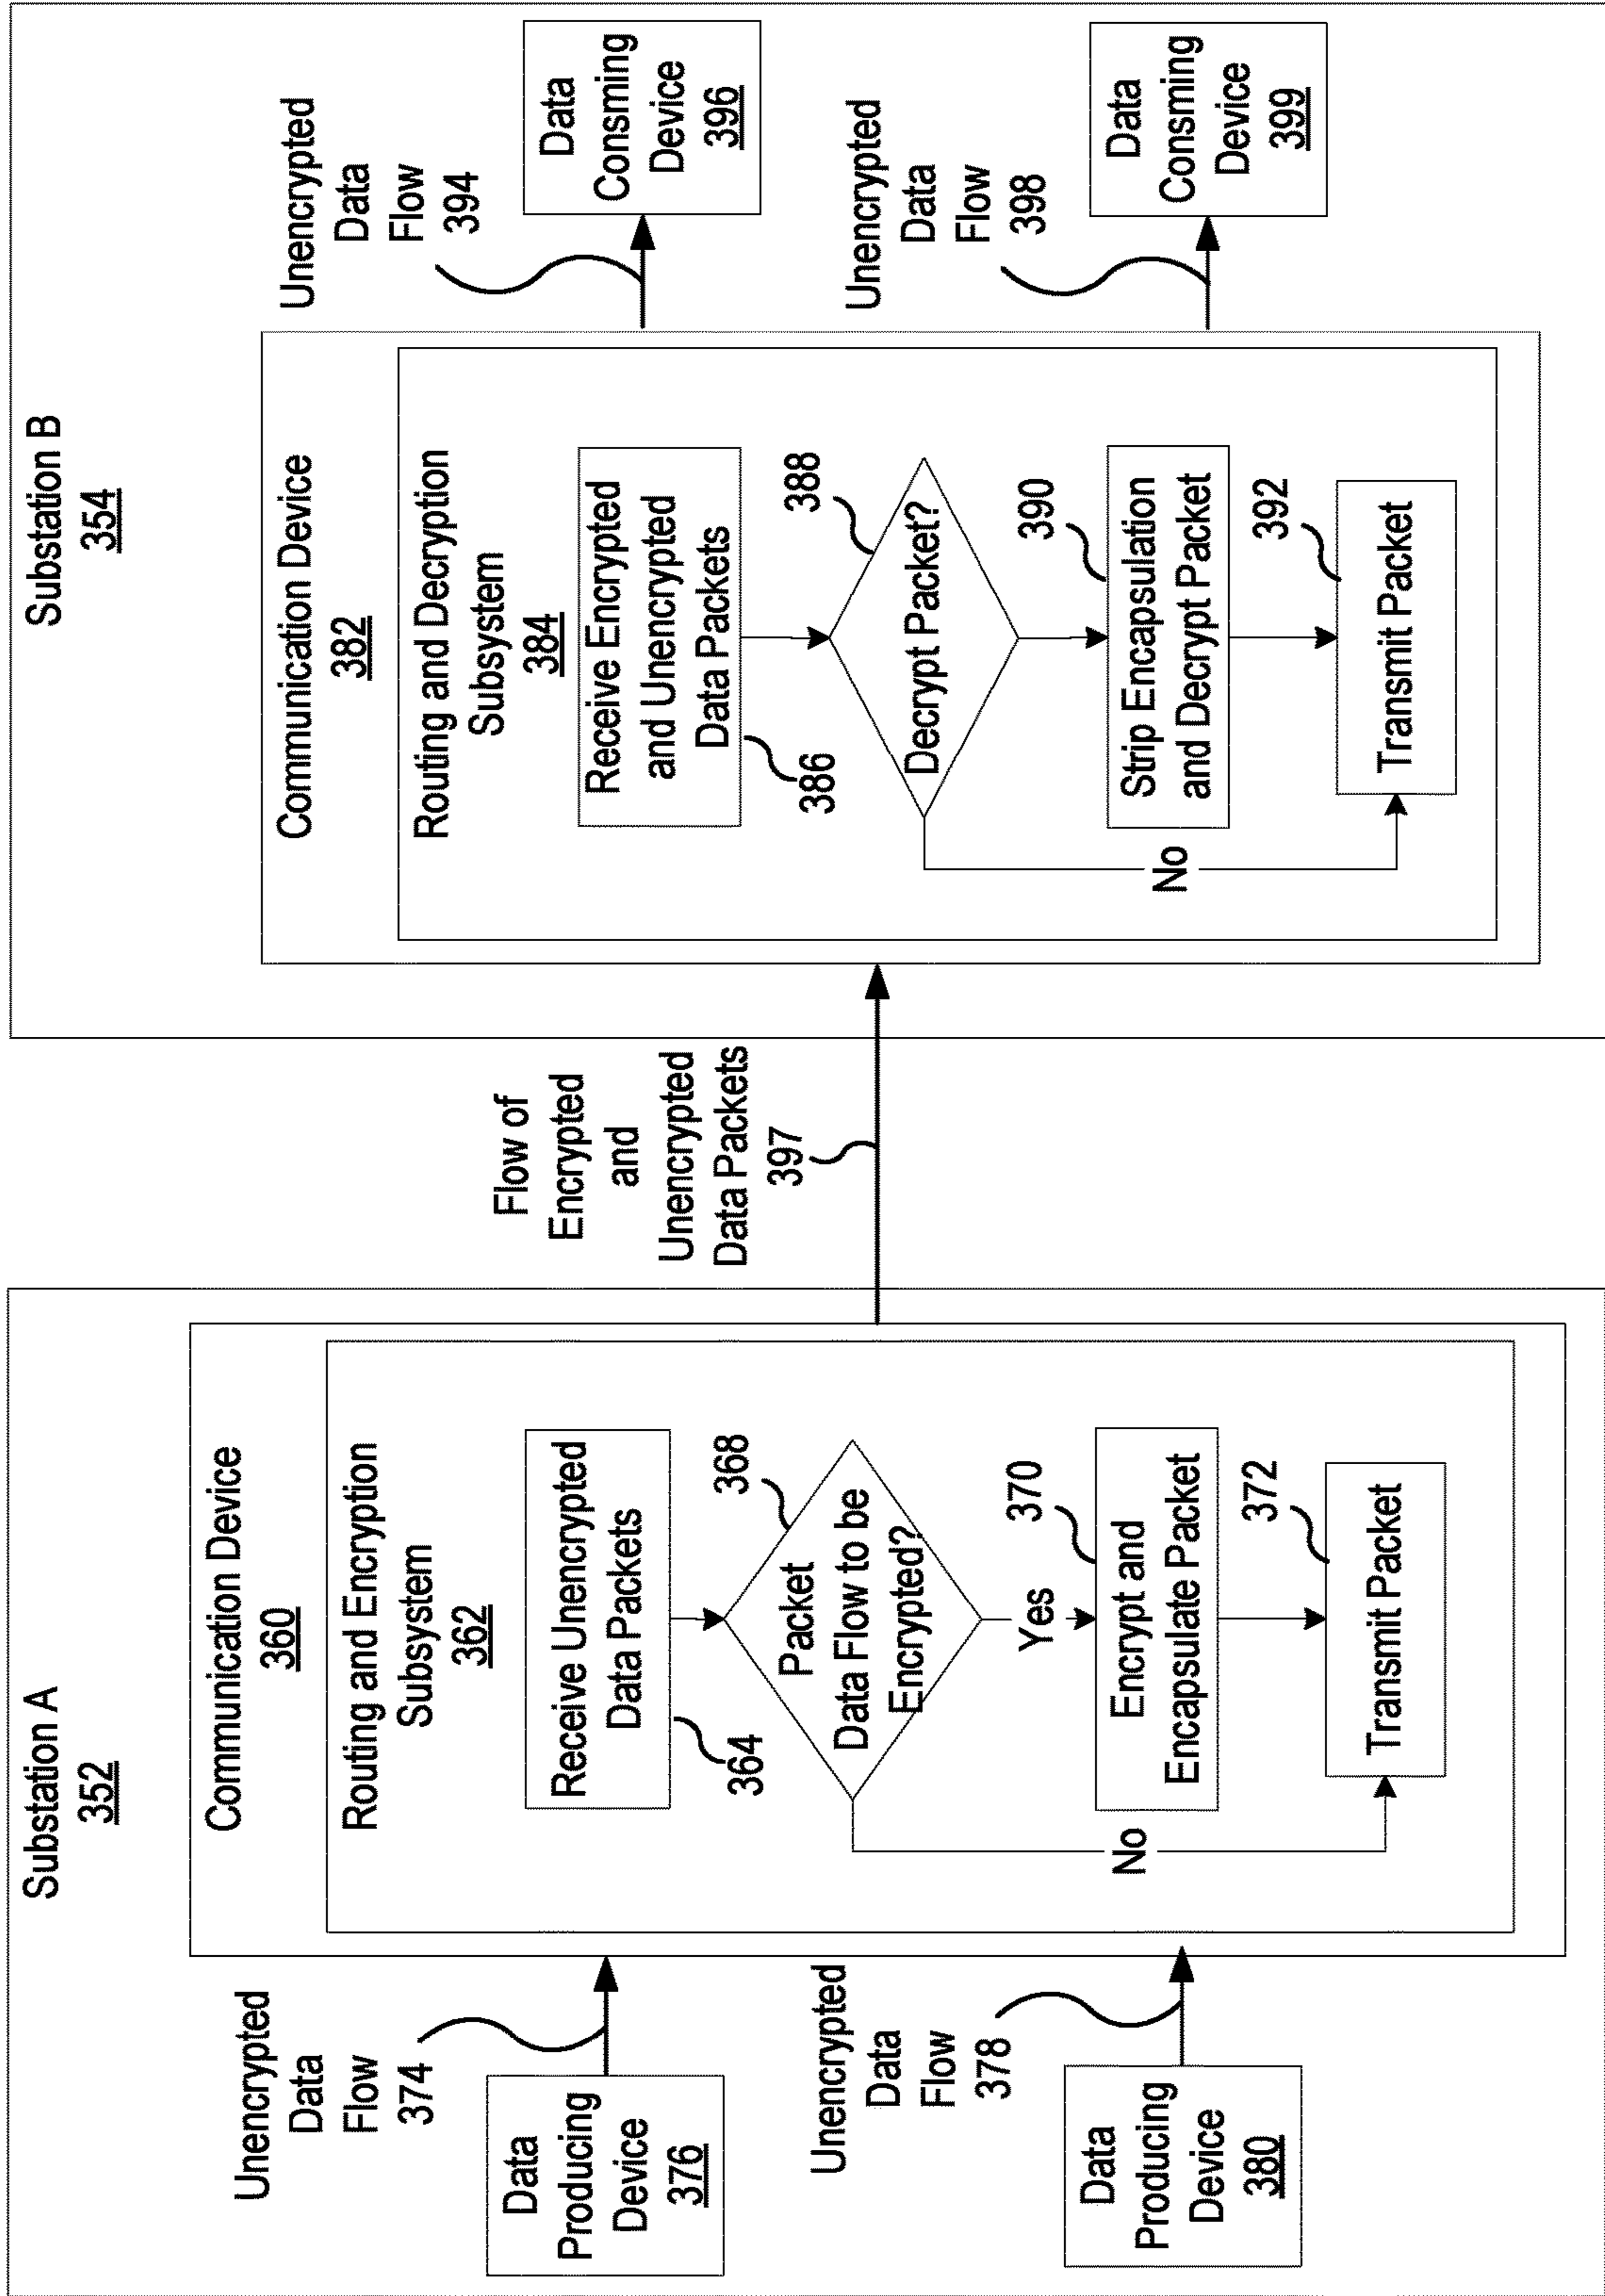 Substation A
352
Communication Device
360
Routing and Encryption
Subsystem
362
Unencrypted
Data
Flow
374
Data
Producing
Device
376
Unencrypted
Data
Flow
378
Data
Producing
Device
380
Receive Unencrypted
Data Packets
364
Packet
Data Flow to be
Encrypted?
368
Yes
No
Encrypt and
Encapsulate Packet
370
Transmit Packet
372
Flow of
Encrypted
and
Unencrypted
Data Packets
397
Substation B
354
Communication Device
382
Routing and Decryption
Subsystem
384
Receive Encrypted
and Unencrypted
Data Packets
386
Decrypt Packet?
388
No
Strip Encapsulation
and Decrypt Packet
390
Transmit Packet
392
Unencrypted
Data
Flow
394
Data
Consming
Device
396
Unencrypted
Data
Flow
398
Data
Consming
Device
399